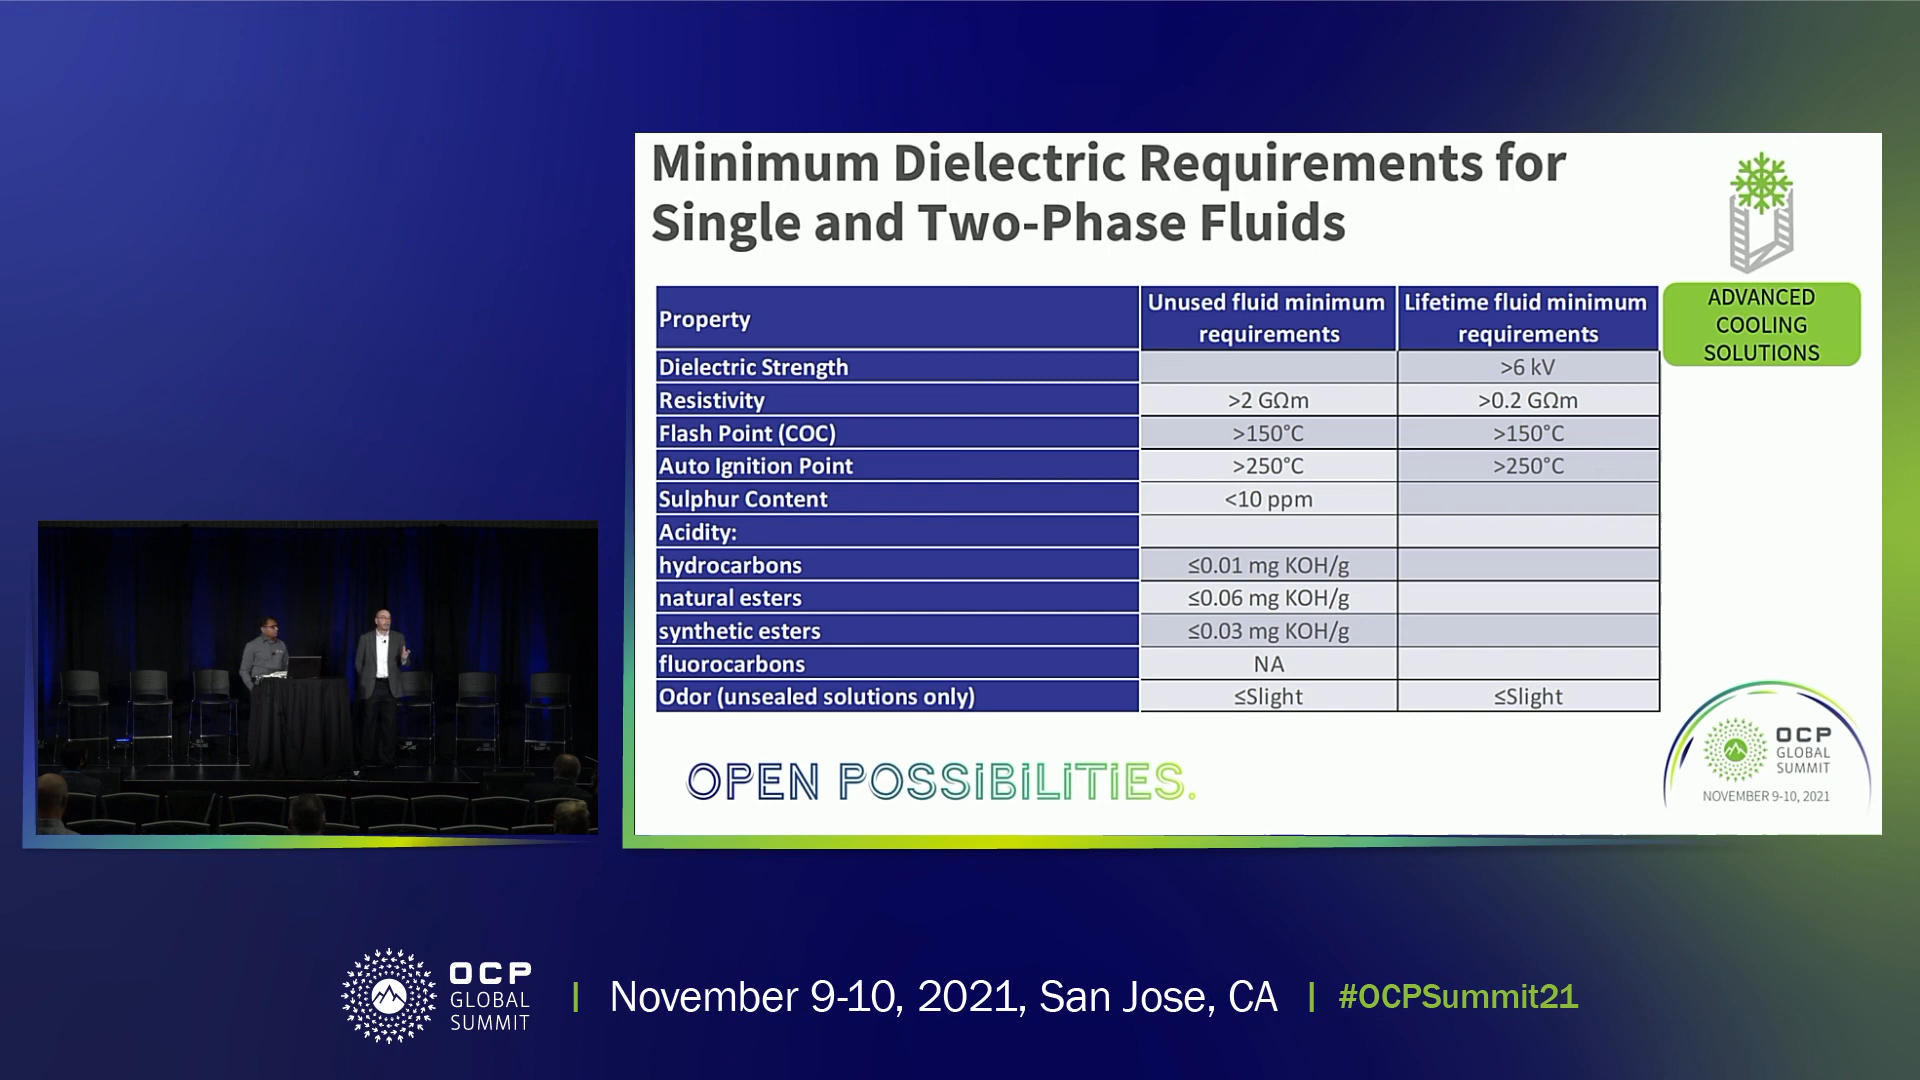 Minimum Dielectric Requirements for
Single and Two-Phase Fluids
ADVANCED
COOLING
SOLUTIONS
Property Unused fluid minimum requirements Lifetime fluid minimum requirements
Dielectric Strength >6 kV
Resistivity >2 GΩm >0.2 GΩm
Flash Point (COC) >150°C >150°C
Auto Ignition Point >250°C >250°C
Sulphur Content <10 ppm
Acidity:
hydrocarbons ≤0.01 mg KOH/g
natural esters ≤0.06 mg KOH/g
synthetic esters ≤0.03 mg KOH/g
fluorocarbons NA
Odor (unsealed solutions only) ≤Slight ≤Slight
OPEN POSSIBILITIES.
OCP
GLOBAL
SUMMIT
NOVEMBER 9-10, 2021
OCP
GLOBAL
SUMMIT
| November 9-10, 2021, San Jose, CA | #OCPSummit21